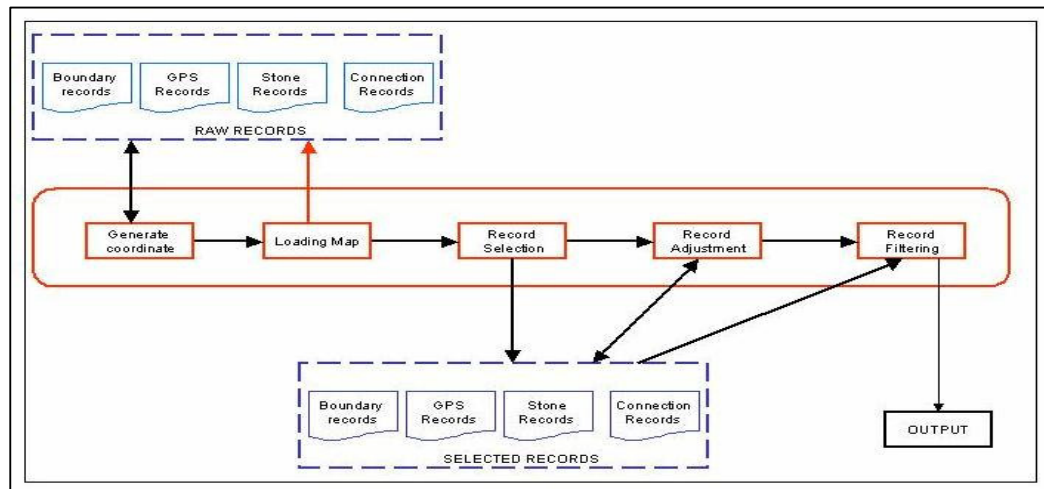 Boundary
records
GPS
Records
Stone
Records
Connection
Records
RAW RECORDS
Generate
coordinate
Loading Map
Record
Selection
Record
Adjustment
Record
Filtering
Boundary
records
GPS
Records
Stone
Records
Connection
Records
SELECTED RECORDS
OUTPUT